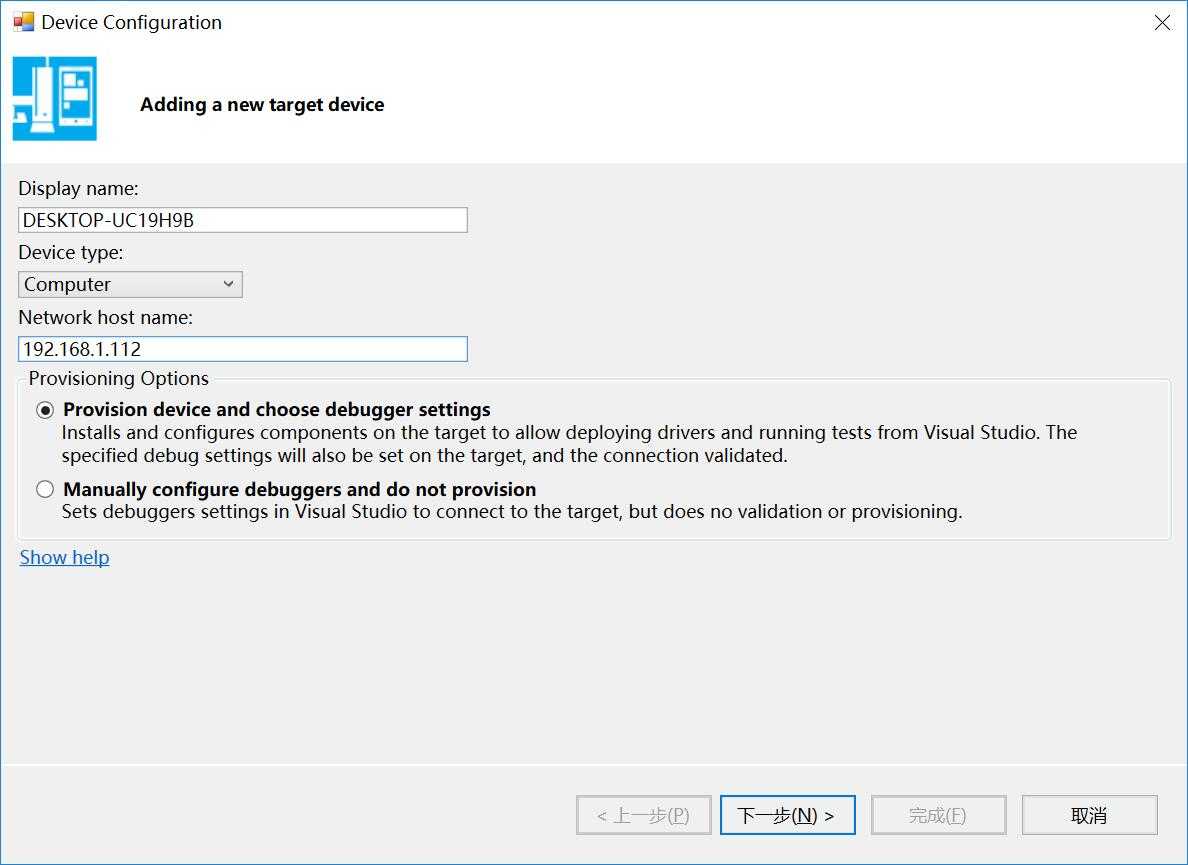 Device Configuration
Adding a new target device
Display name:
DESKTOP-UC19H9B
Device type:
Computer
Network host name:
192.168.1.112
Provisioning Options
Provision device and choose debugger settings
Installs and configures components on the target to allow deploying drivers and running tests from Visual Studio. The
specified debug settings will also be set on the target, and the connection validated.
Manually configure debuggers and do not provision
Sets debuggers settings in Visual Studio to connect to the target, but does no validation or provisioning.
Show help
< 上一步(P) 下一步(N) > 完成(F) 取消